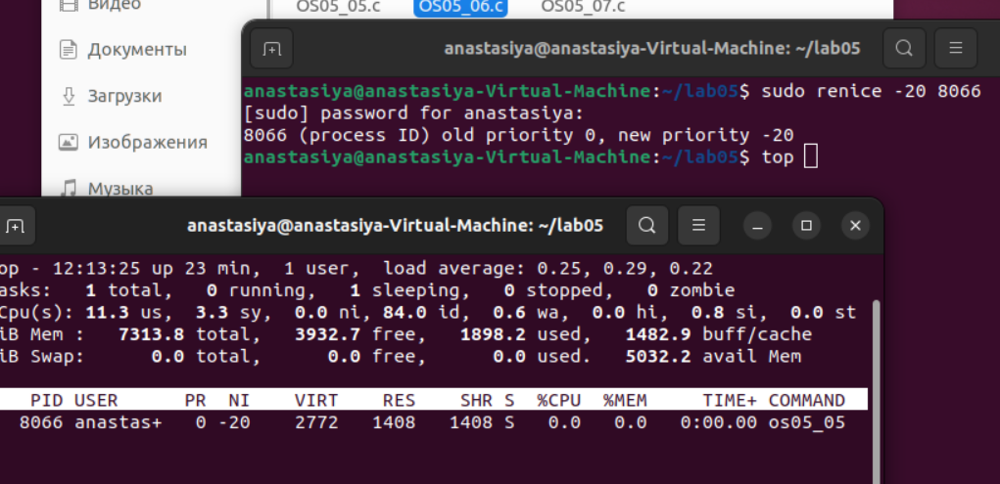 Видео
OS05_05.c OS05_06.c OS05_07.c
Документы
Загрузки
Изображения
Музыка
anastasiya@anastasiya-Virtual-Machine: ~/lab05
anastasiya@anastasiya-Virtual-Machine:~/lab05$ sudo renice -20 8066
[sudo] password for anastasiya:
8066 (process ID) old priority 0, new priority -20
anastasiya@anastasiya-Virtual-Machine:~/lab05$ top
anastasiya@anastasiya-Virtual-Machine: ~/lab05
op - 12:13:25 up 23 min, 1 user, load average: 0.25, 0.29, 0.22
asks: 1 total, 0 running, 1 sleeping, 0 stopped, 0 zombie
Cpu(s): 11.3 us, 3.3 sy, 0.0 ni, 84.0 id, 0.6 wa, 0.0 hi, 0.8 si, 0.0 st
iB Mem : 7313.8 total, 3932.7 free, 1898.2 used, 1482.9 buff/cache
iB Swap: 0.0 total, 0.0 free, 0.0 used. 5032.2 avail Mem
PID USER PR NI VIRT RES SHR S %CPU %MEM TIME+ COMMAND
8066 anastas+ 0 -20 2772 1408 1408 S 0.0 0.0 0:00.00 os05_05